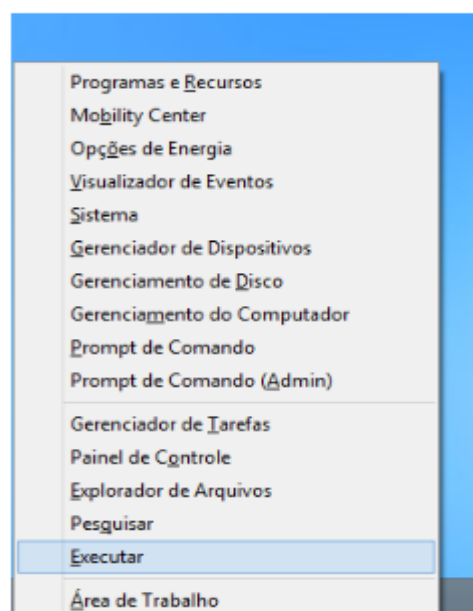 Programas e Recursos
Mobility Center
Opções de Energia
Visualizador de Eventos
Sistema
Gerenciador de Dispositivos
Gerenciamento de Disco
Gerenciamento do Computador
Prompt de Comando
Prompt de Comando (Admin)
Gerenciador de Tarefas
Painel de Controle
Explorador de Arquivos
Pesquisar
Executar
Área de Trabalho